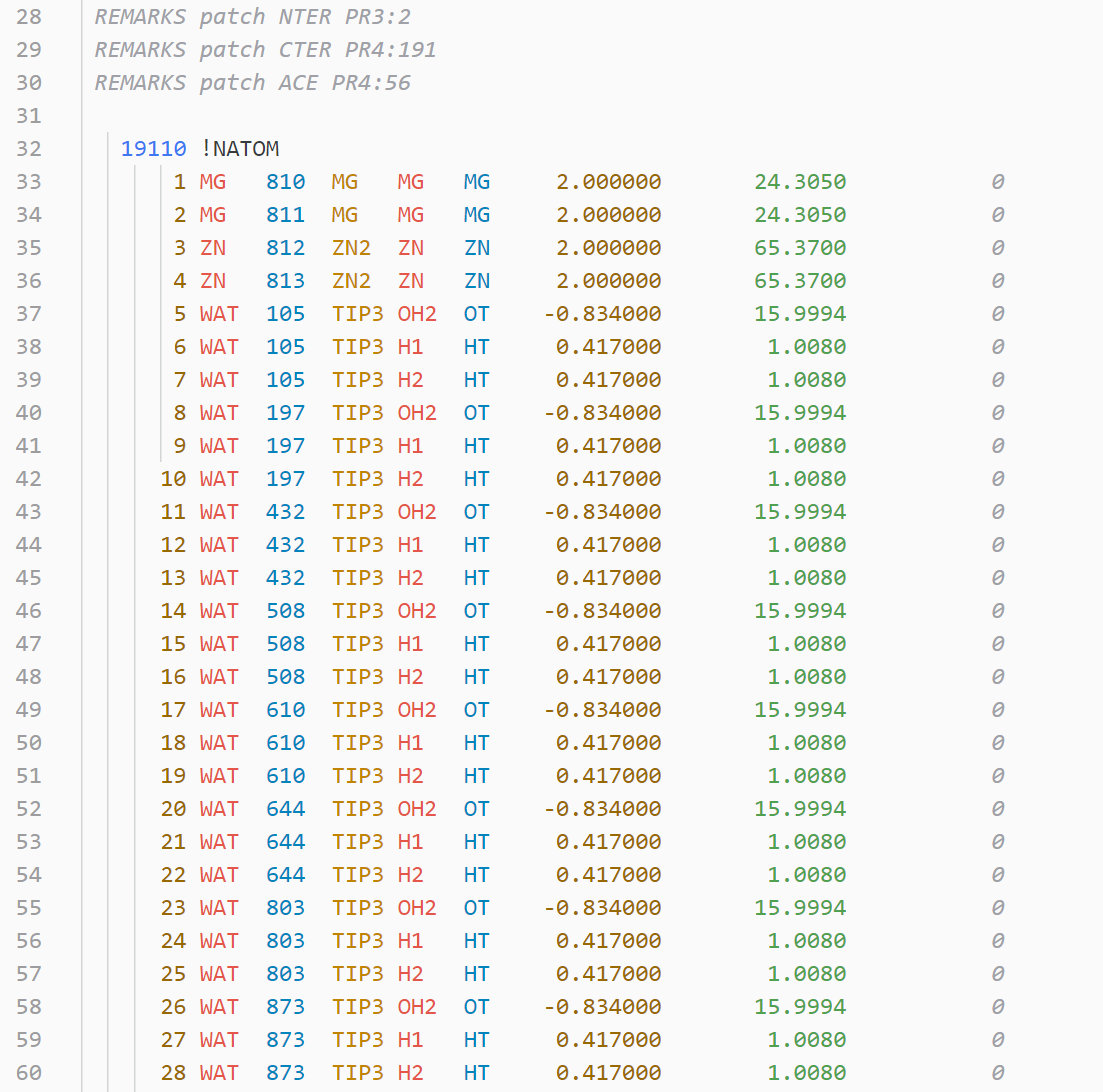 28 REMARKS patch NTER PR3:2
29 REMARKS patch CTER PR4:191
30 REMARKS patch ACE PR4:56
31
32 19110 !NATOM
33 1 MG 810 MG MG MG 2.000000 24.3050 0
34 2 MG 811 MG MG MG 2.000000 24.3050 0
35 3 ZN 812 ZN2 ZN ZN 2.000000 65.3700 0
36 4 ZN 813 ZN2 ZN ZN 2.000000 65.3700 0
37 5 WAT 105 TIP3 OH2 OT -0.834000 15.9994 0
38 6 WAT 105 TIP3 H1 HT 0.417000 1.0080 0
39 7 WAT 105 TIP3 H2 HT 0.417000 1.0080 0
40 8 WAT 197 TIP3 OH2 OT -0.834000 15.9994 0
41 9 WAT 197 TIP3 H1 HT 0.417000 1.0080 0
42 10 WAT 197 TIP3 H2 HT 0.417000 1.0080 0
43 11 WAT 432 TIP3 OH2 OT -0.834000 15.9994 0
44 12 WAT 432 TIP3 H1 HT 0.417000 1.0080 0
45 13 WAT 432 TIP3 H2 HT 0.417000 1.0080 0
46 14 WAT 508 TIP3 OH2 OT -0.834000 15.9994 0
47 15 WAT 508 TIP3 H1 HT 0.417000 1.0080 0
48 16 WAT 508 TIP3 H2 HT 0.417000 1.0080 0
49 17 WAT 610 TIP3 OH2 OT -0.834000 15.9994 0
50 18 WAT 610 TIP3 H1 HT 0.417000 1.0080 0
51 19 WAT 610 TIP3 H2 HT 0.417000 1.0080 0
52 20 WAT 644 TIP3 OH2 OT -0.834000 15.9994 0
53 21 WAT 644 TIP3 H1 HT 0.417000 1.0080 0
54 22 WAT 644 TIP3 H2 HT 0.417000 1.0080 0
55 23 WAT 803 TIP3 OH2 OT -0.834000 15.9994 0
56 24 WAT 803 TIP3 H1 HT 0.417000 1.0080 0
57 25 WAT 803 TIP3 H2 HT 0.417000 1.0080 0
58 26 WAT 873 TIP3 OH2 OT -0.834000 15.9994 0
59 27 WAT 873 TIP3 H1 HT 0.417000 1.0080 0
60 28 WAT 873 TIP3 H2 HT 0.417000 1.0080 0